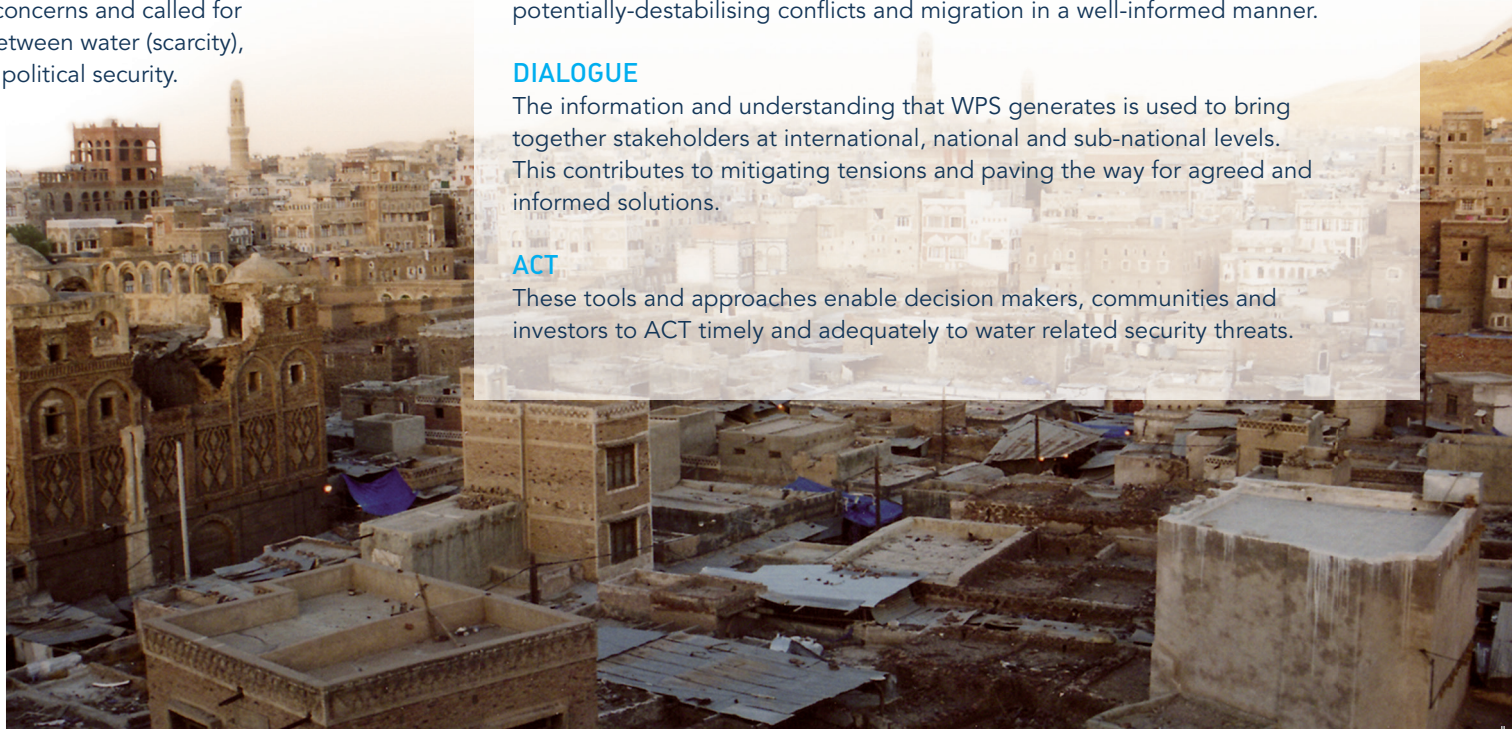 concerns and called for
etween water (scarcity),
political security.
potentially-destabilising conflicts and migration in a well-informed manner.
DIALOGUE
The information and understanding that WPS generates is used to bring
together stakeholders at international, national and sub-national levels.
This contributes to mitigating tensions and paving the way for agreed and
informed solutions.
ACT
These tools and approaches enable decision makers, communities and
investors to ACT timely and adequately to water related security threats.